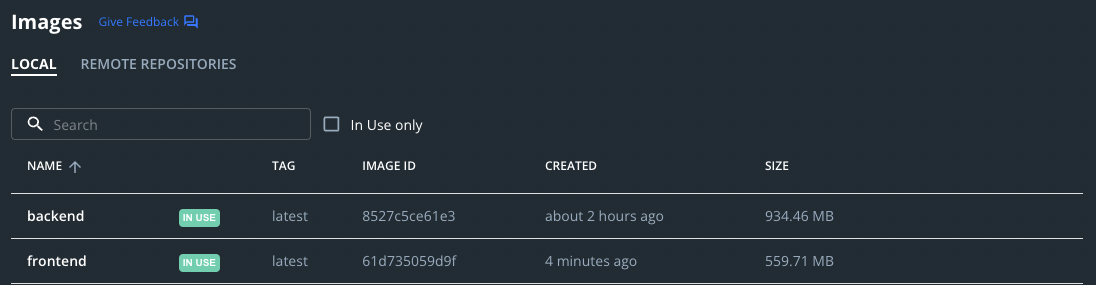 Images Give Feedback
LOCAL REMOTE REPOSITORIES
Search In Use only
NAME TAG IMAGE ID CREATED SIZE
backend IN USE latest 8527c5ce61e3 about 2 hours ago 934.46 MB
frontend IN USE latest 61d735059d9f 4 minutes ago 559.71 MB